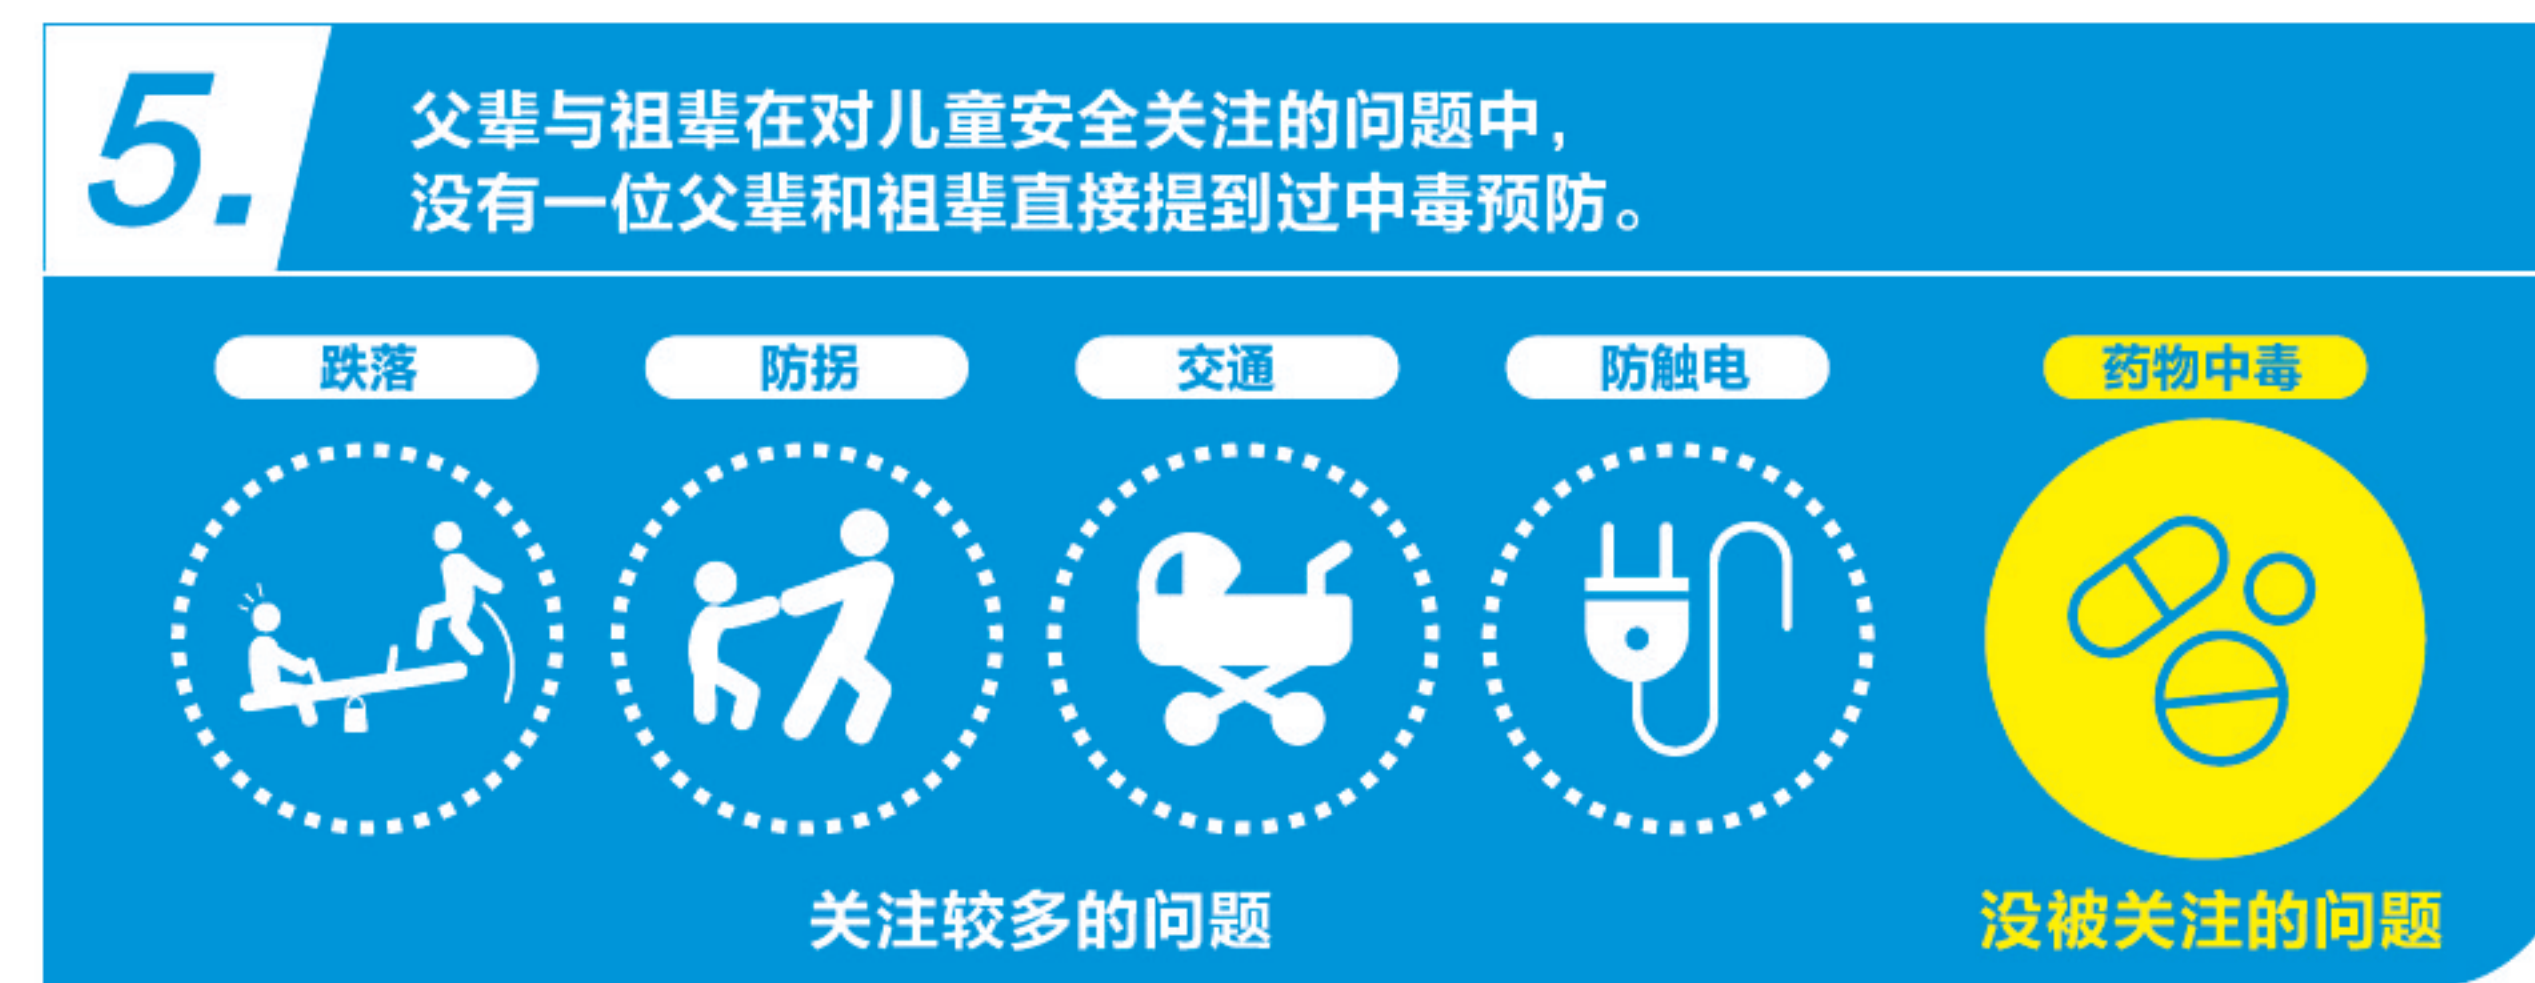 5.
父辈与祖辈在对儿童安全关注的问题中，
没有一位父辈和祖辈直接提到过中毒预防。
跌落
防拐
交通
防触电
药物中毒
关注较多的问题
没被关注的问题